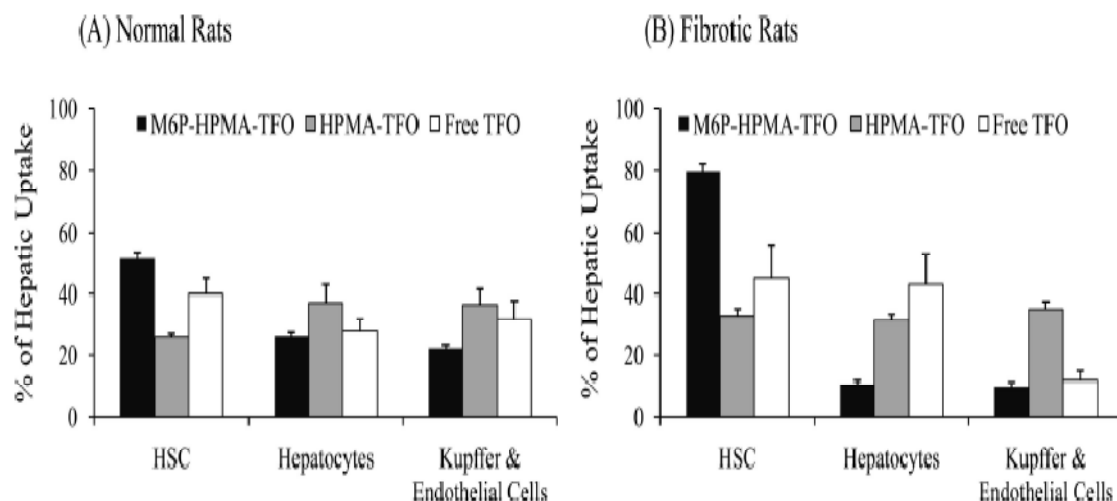 (A) Normal Rats
% of Hepatic Uptake
100
80
60
40
20
0
M6P-HPMA-TFO HPMA-TFO Free TFO
HSC
Hepatocytes
Kupffer &
Endothelial Cells
(B) Fibrotic Rats
% of Hepatic Uptake
100
80
60
40
20
0
M6P-HPMA-TFO HPMA-TFO Free TFO
HSC
Hepatocytes
Kupffer &
Endothelial Cells